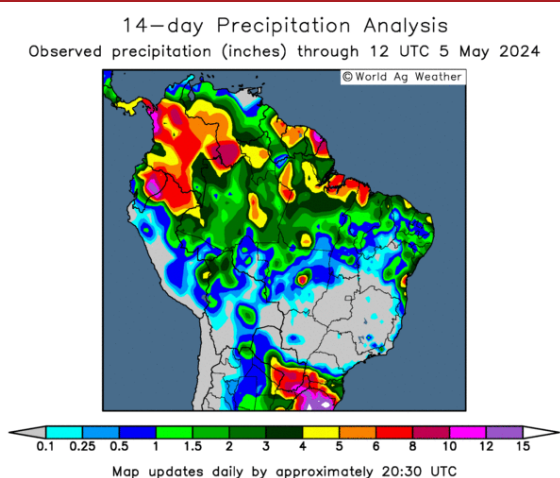 14-day Precipitation Analysis
Observed precipitation (inches) through 12 UTC 5 May 2024
© World Ag Weather
0.1 0.25 0.5 1 1.5 2 3 4 5 6 8 10 12 15
Map updates daily by approximately 20:30 UTC